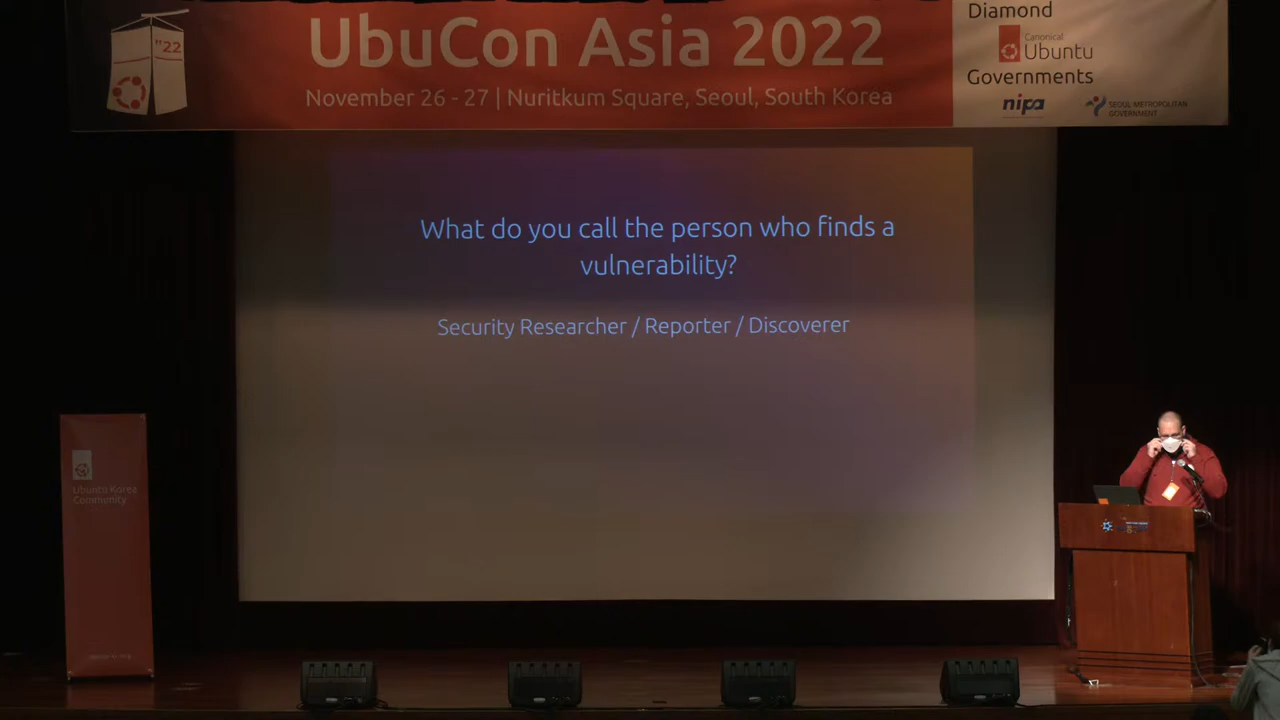 "22
UbuCon Asia 2022
November 26 - 27 | Nuritkum Square, Seoul, South Korea
Diamond
Canonical
Ubuntu
Governments
nipa
SEOUL METROPOLITAN
GOVERNMENT
What do you call the person who finds a
vulnerability?
Security Researcher / Reporter / Discoverer
Ubuntu Korea
Community